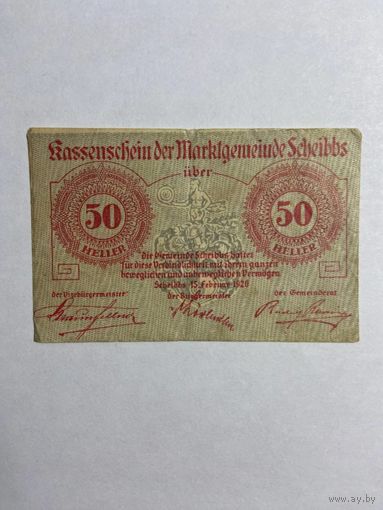 Kassenschein der Marktgemeinde Scheibbs
über
50
HELLER
50
HELLER
Die Gemeinde Scheibbs haftet
für diese Verbindlichkeit mit ihrem ganzen
beweglichen und unbeweglichen Vermögen
Scheibbs 15. Februar 1920
der Vizebürgermeister
der Bürgermeister
der Gemeinderat
https://www.ay.by